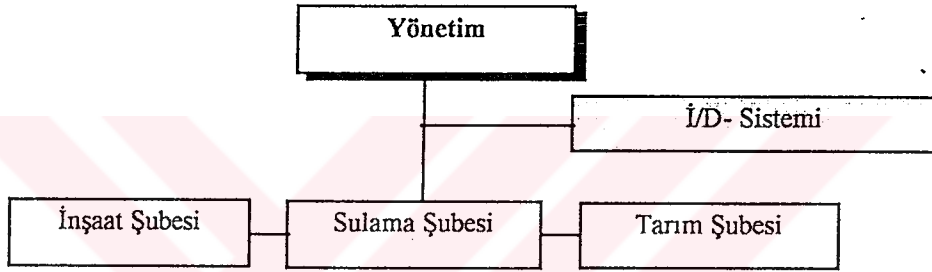 Yönetim
İ/D- Sistemi
İnşaat Şubesi
Sulama Şubesi
Tarım Şubesi